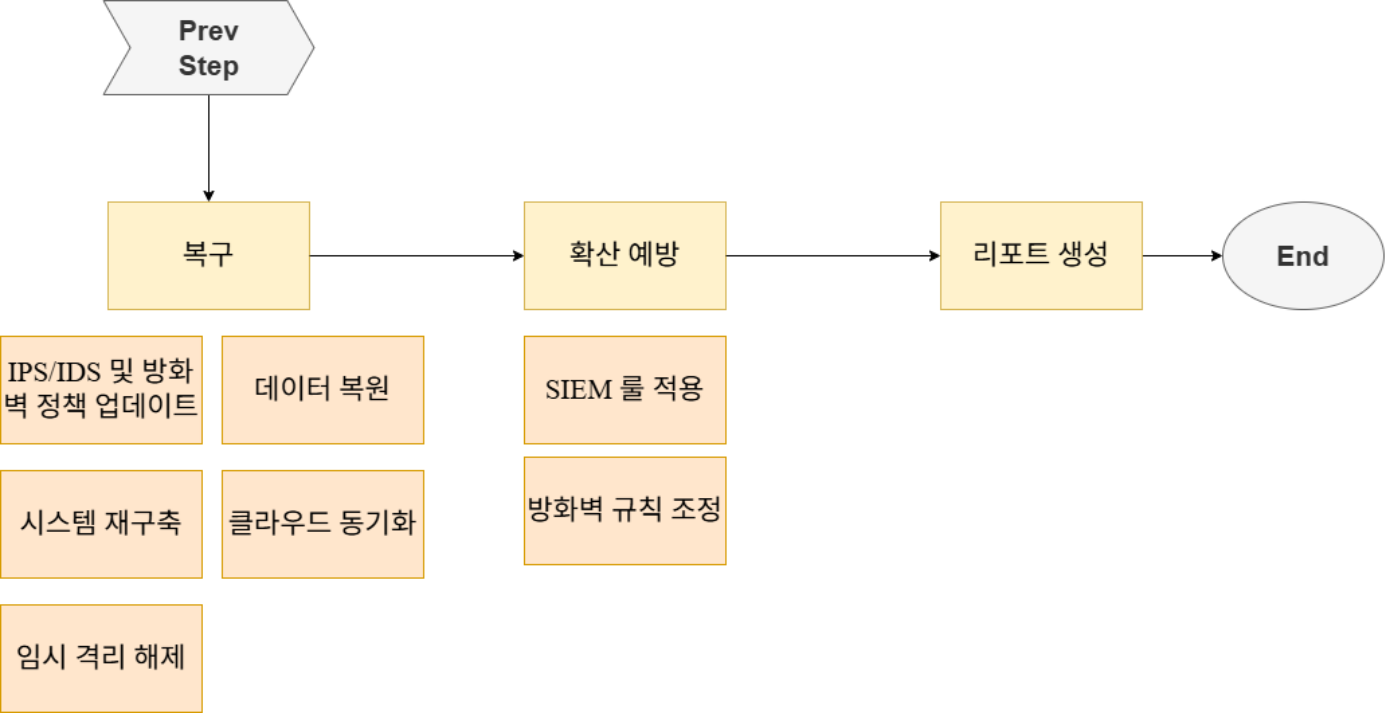 Prev
Step
복구
확산 예방
리포트 생성
End
IPS/IDS 및 방화
벽 정책 업데이트
데이터 복원
SIEM 룰 적용
시스템 재구축
클라우드 동기화
방화벽 규칙 조정
임시 격리 해제